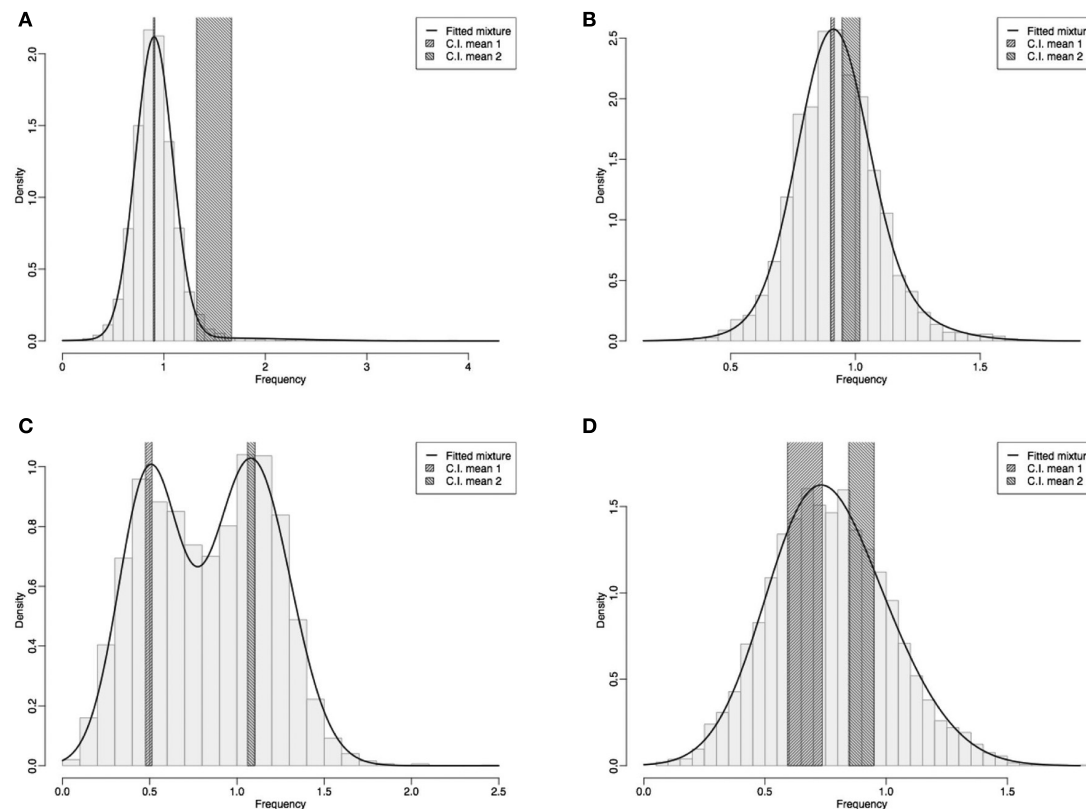 A
Fitted mixture
C.I. mean 1
C.I. mean 2
Density
0.0 0.5 1.0 1.5 2.0
0 1 2 3 4
Frequency
B
Fitted mixture
C.I. mean 1
C.I. mean 2
Density
0.0 0.5 1.0 1.5 2.0 2.5
0.5 1.0 1.5
Frequency
C
Fitted mixture
C.I. mean 1
C.I. mean 2
Density
0.0 0.2 0.4 0.6 0.8 1.0
0.0 0.5 1.0 1.5 2.0 2.5
Frequency
D
Fitted mixture
C.I. mean 1
C.I. mean 2
Density
0.0 0.5 1.0 1.5
0.0 0.5 1.0 1.5
Frequency